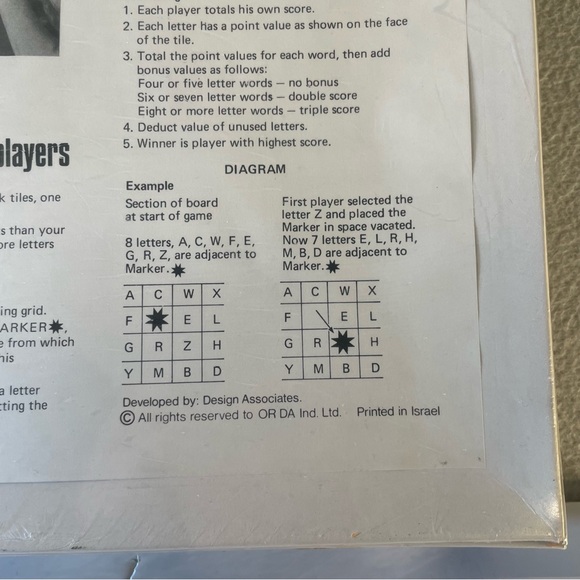 1. Each player totals his own score.
2. Each letter has a point value as shown on the face
of the tile.
3. Total the point values for each word, then add
bonus values as follows:
Four or five letter words — no bonus
Six or seven letter words — double score
Eight or more letter words — triple score
4. Deduct value of unused letters.
5. Winner is player with highest score.
players
k tiles, one
s than your
ore letters
ing grid.
ARKER✷,
e from which
his
a letter
tting the
DIAGRAM
Example
Section of board
at start of game
8 letters, A, C, W, F, E,
G, R, Z, are adjacent to
Marker.✷
A C W X
F ✷ E L
G R Z H
Y M B D
First player selected the
letter Z and placed the
Marker in space vacated.
Now 7 letters E, L, R, H,
M, B, D are adjacent to
Marker.✷
A C W X
F E L
G R ✷ H
Y M B D
Developed by: Design Associates.
© All rights reserved to OR DA Ind. Ltd. Printed in Israel